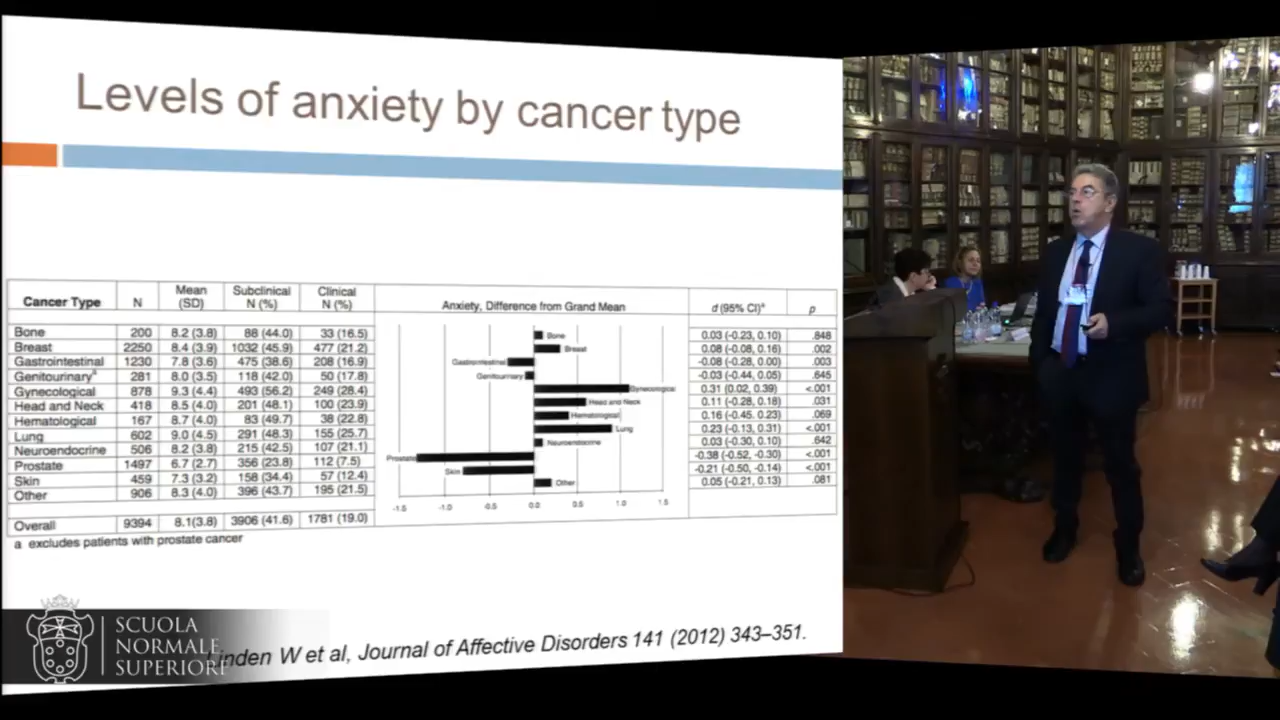 Levels of anxiety by cancer type
Cancer Type N Mean (SD) Subclinical N (%) Clinical N (%) Anxiety, Difference from Grand Mean d (95% CI)ᵃ p
Bone 200 8.2 (3.8) 88 (44.0) 33 (16.5) Bone 0.03 (-0.23, 0.10) .848
Breast 2250 8.4 (3.9) 1032 (45.9) 477 (21.2) Breast 0.08 (-0.08, 0.16) .002
Gastrointestinal 1230 7.8 (3.6) 475 (38.6) 208 (16.9) Gastrointestinal -0.08 (-0.28, 0.00) .003
Genitourinaryᵃ 281 8.0 (3.5) 118 (42.0) 50 (17.8) Genitourinary -0.03 (-0.44, 0.05) .645
Gynecological 878 9.3 (4.4) 493 (56.2) 249 (28.4) Gynecological 0.31 (0.02, 0.39) <.001
Head and Neck 418 8.5 (4.0) 201 (48.1) 100 (23.9) Head and Neck 0.11 (-0.28, 0.18) .031
Hematological 167 8.7 (4.0) 83 (49.7) 38 (22.8) Hematological 0.16 (-0.45, 0.23) .069
Lung 602 9.0 (4.5) 291 (48.3) 155 (25.7) Lung 0.23 (-0.13, 0.31) <.001
Neuroendocrine 506 8.2 (3.8) 215 (42.5) 107 (21.1) Neuroendocrine 0.03 (-0.30, 0.10) .642
Prostate 1497 6.7 (2.7) 356 (23.8) 112 (7.5) Prostate -0.38 (-0.52, -0.30) <.001
Skin 459 7.3 (3.2) 158 (34.4) 57 (12.4) Skin -0.21 (-0.50, -0.14) <.001
Other 906 8.3 (4.0) 396 (43.7) 195 (21.5) Other 0.05 (-0.21, 0.13) .081
-1.5 -1.0 -0.5 0.0 0.5 1.0 1.5
Overall 9394 8.1(3.8) 3906 (41.6) 1781 (19.0)
a excludes patients with prostate cancer
Linden W et al, Journal of Affective Disorders 141 (2012) 343–351.
SCUOLA
NORMALE
SUPERIORE